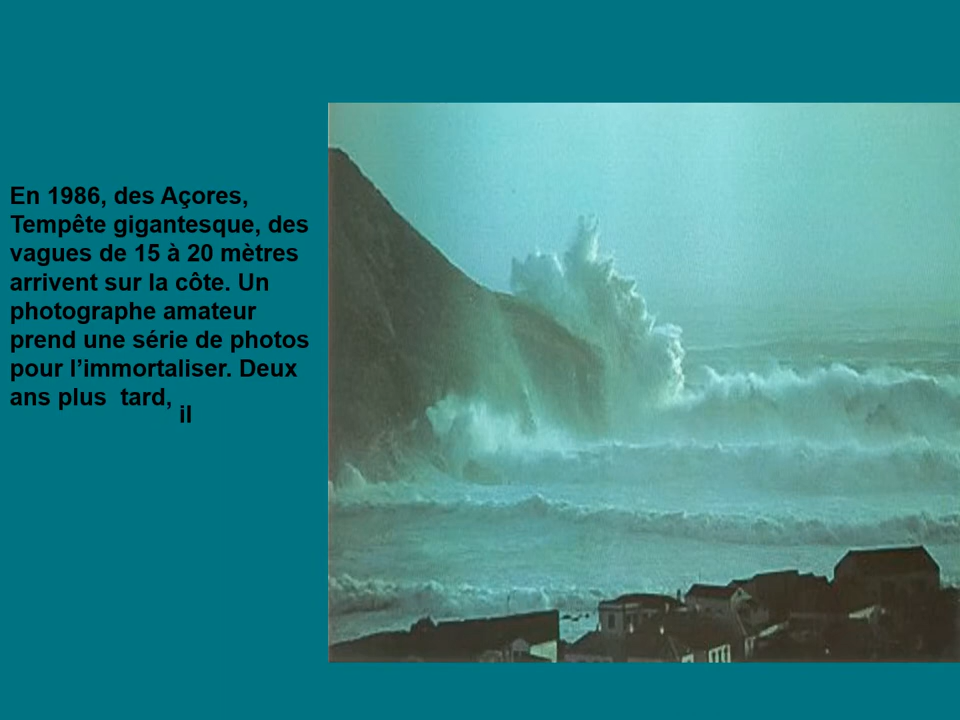 En 1986, des Açores,
Tempête gigantesque, des
vagues de 15 à 20 mètres
arrivent sur la côte. Un
photographe amateur
prend une série de photos
pour l’immortaliser. Deux
ans plus  tard,
il